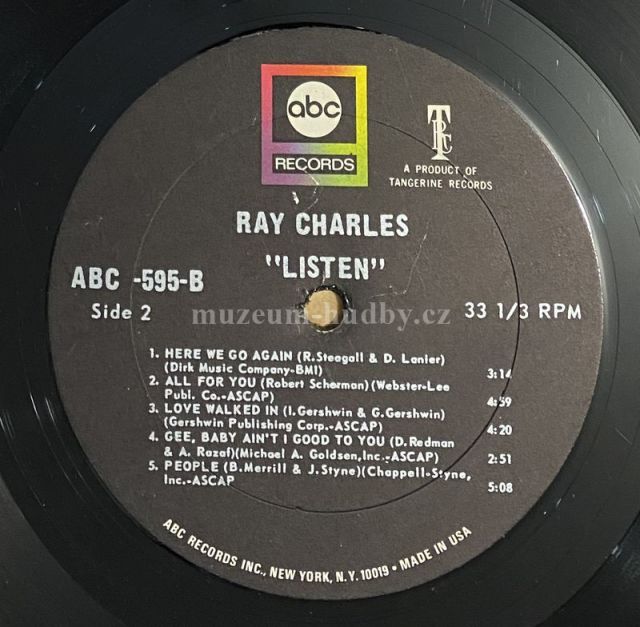 abc
RECORDS
TRC
A PRODUCT OF
TANGERINE RECORDS
RAY CHARLES
"LISTEN"
ABC -595-B
Side 2
33 1/3 RPM
muzeum-hudby.cz
1. HERE WE GO AGAIN (R.Steagall & D. Lanier)
(Dirk Music Company-BMI) 3:14
2. ALL FOR YOU (Robert Scherman)(Webster-Lee
Publ. Co.-ASCAP) 4:59
3. LOVE WALKED IN (I.Gershwin & G.Gershwin)
(Gershwin Publishing Corp.-ASCAP) 4:20
4. GEE, BABY AIN'T I GOOD TO YOU (D. Redman
& A. Razaf)(Michael A. Goldsen,Inc.-ASCAP) 2:51
5. PEOPLE (B.Merrill & J.Styne)(Chappell-Styne,
Inc.-ASCAP 5:08
ABC RECORDS INC., NEW YORK, N.Y. 10019 • MADE IN USA